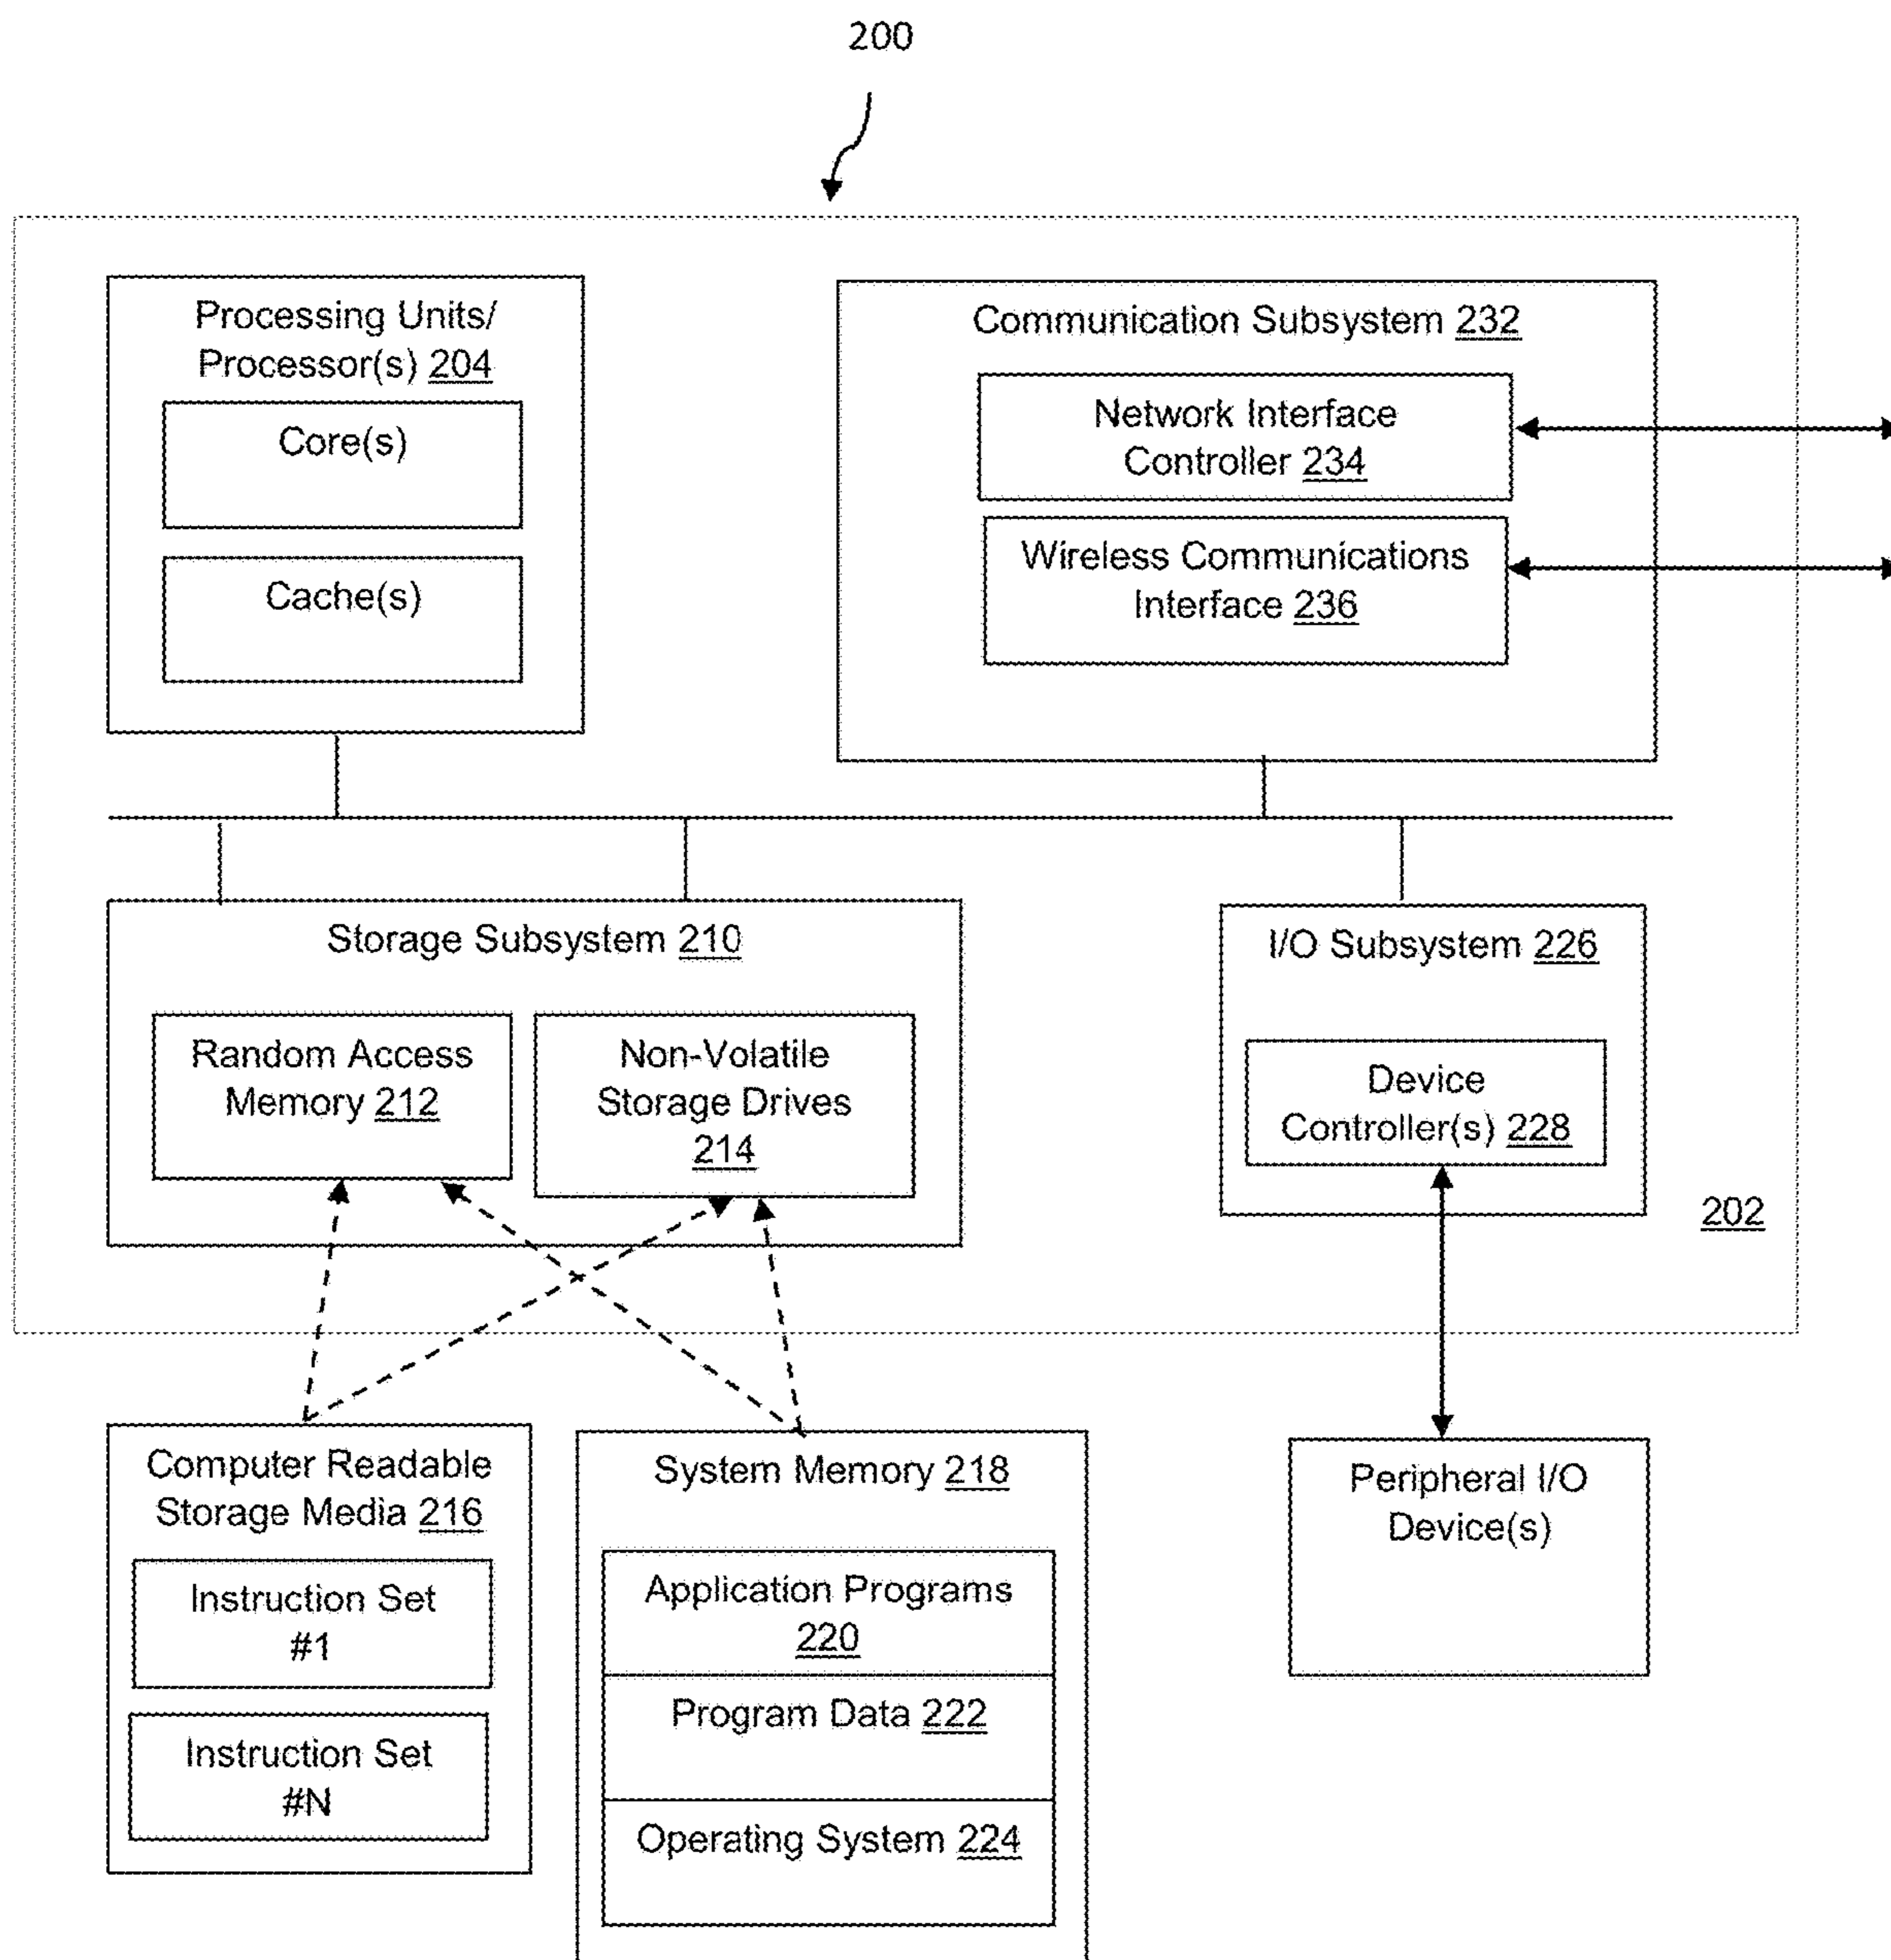 200
Processing Units/
Processor(s) 204
Core(s)
Cache(s)
Communication Subsystem 232
Network Interface
Controller 234
Wireless Communications
Interface 236
Storage Subsystem 210
Random Access
Memory 212
Non-Volatile
Storage Drives
214
I/O Subsystem 226
Device
Controller(s) 228
202
Computer Readable
Storage Media 216
Instruction Set
#1
Instruction Set
#N
System Memory 218
Application Programs
220
Program Data 222
Operating System 224
Peripheral I/O
Device(s)